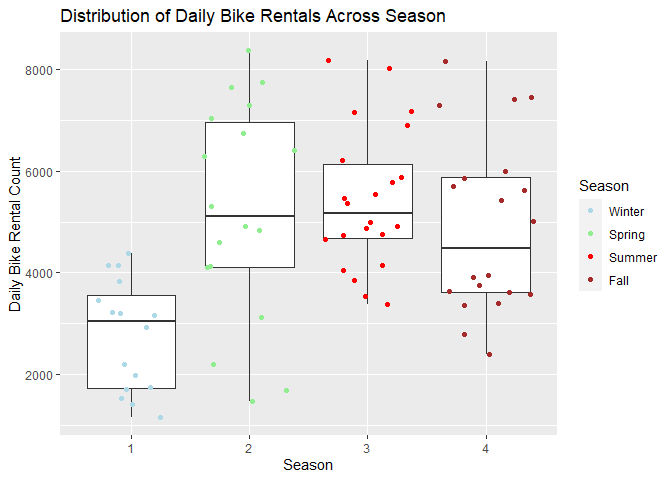 Distribution of Daily Bike Rentals Across Season
Daily Bike Rental Count
8000
6000
4000
2000
1 2 3 4
Season
Season
Winter
Spring
Summer
Fall